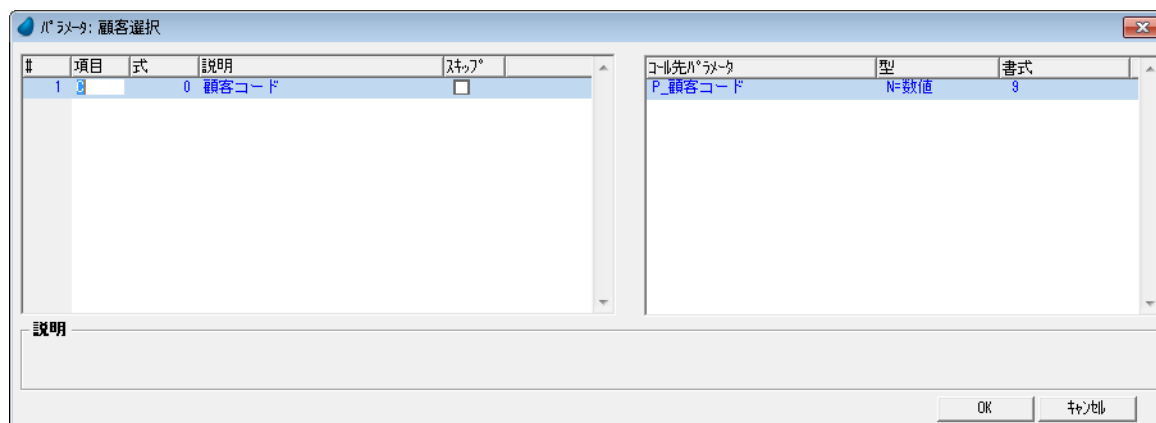 パラメータ: 顧客選択
# 項目 式 説明 スキップ
1 C 0 顧客コード
コール先パラメータ 型 書式
P_顧客コード N=数値 9
説明
OK キャンセル